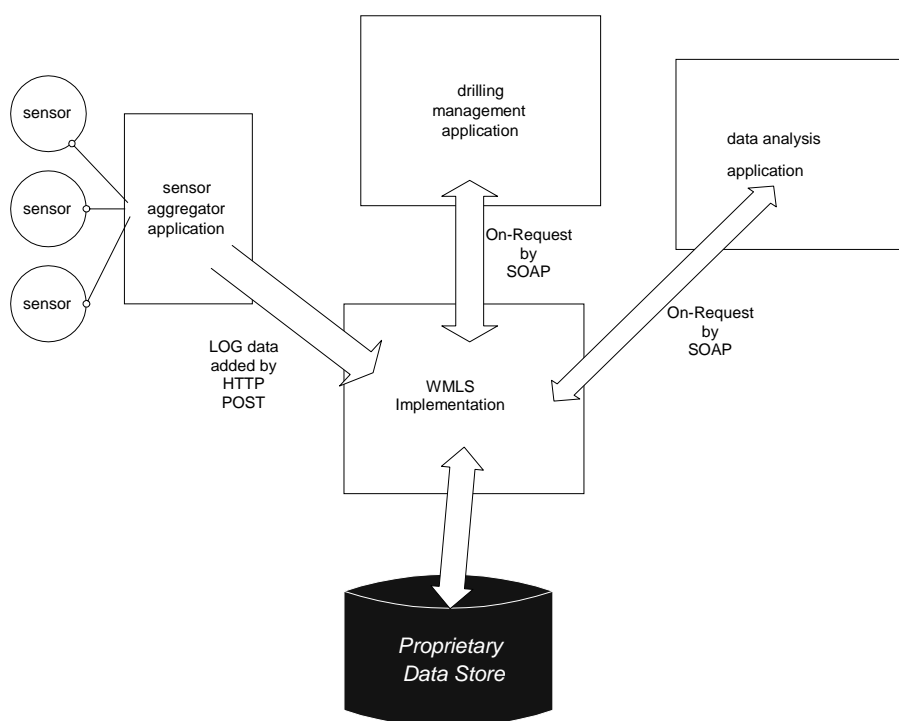 sensor
sensor
sensor
sensor
aggregator
application
drilling
management
application
data analysis
application
On-Request
by
SOAP
On-Request
by
SOAP
LOG data
added by
HTTP
POST
WMLS
Implementation
Proprietary
Data Store